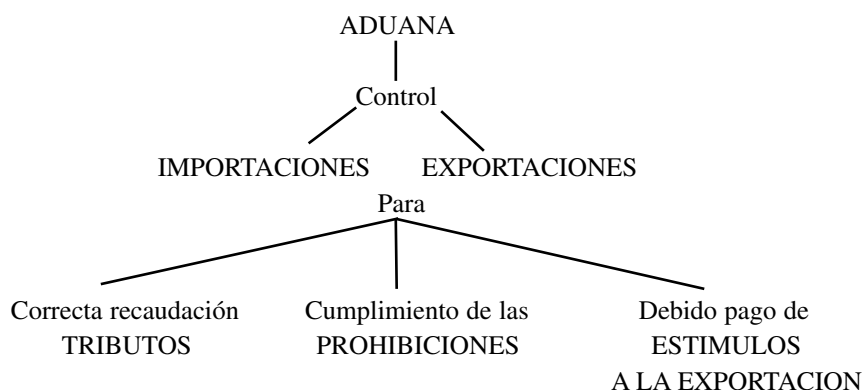 ADUANA
Control
IMPORTACIONES EXPORTACIONES
Para
Correcta recaudación
TRIBUTOS
Cumplimiento de las
PROHIBICIONES
Debido pago de
ESTIMULOS
A LA EXPORTACION